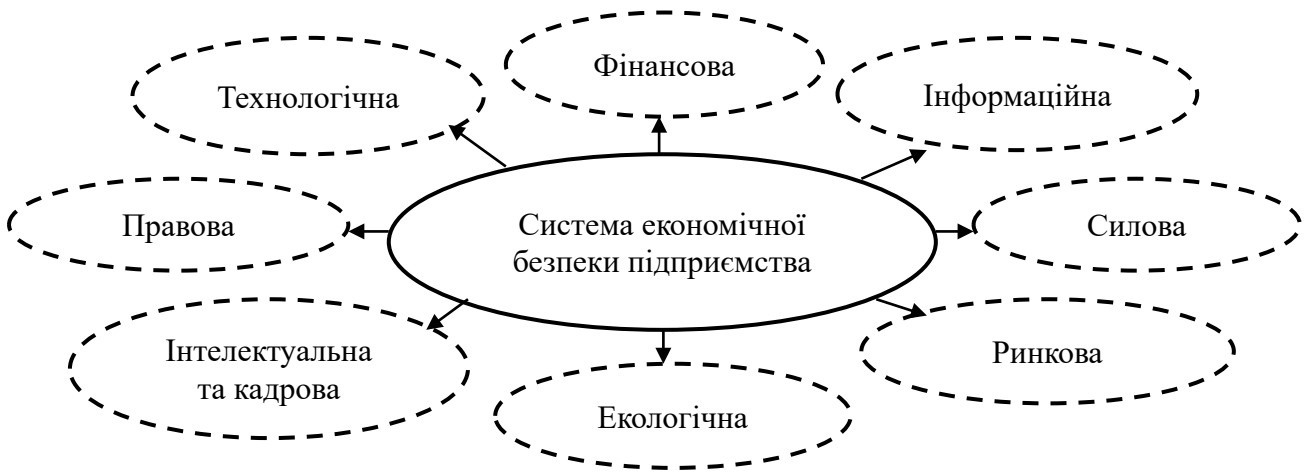 Фінансова
Технологічна
Інформаційна
Правова
Система економічної
безпеки підприємства
Силова
Інтелектуальна
та кадрова
Ринкова
Екологічна